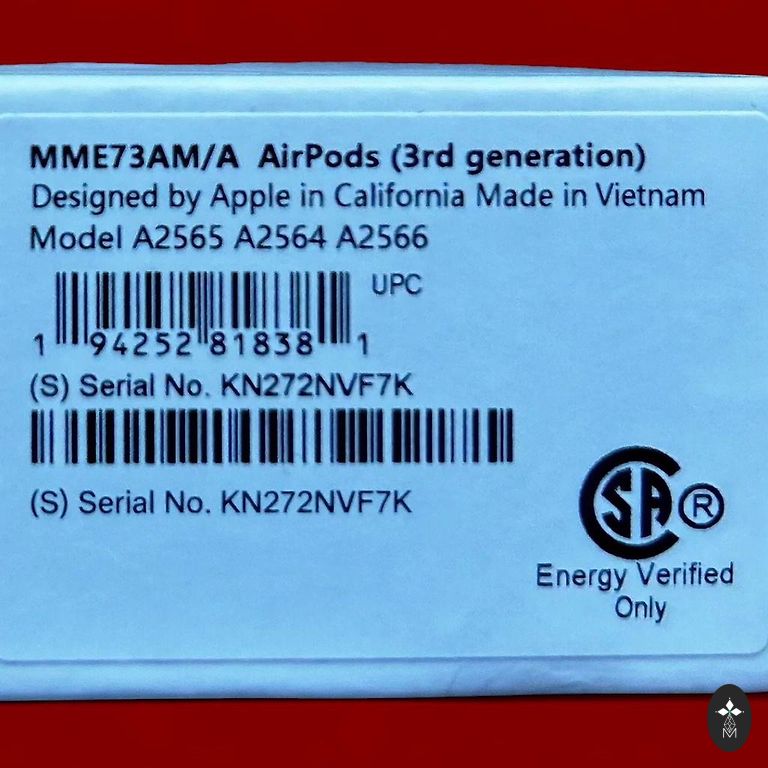 MME73AM/A AirPods (3rd generation)
Designed by Apple in California Made in Vietnam
Model A2565 A2564 A2566
UPC
1 94252 81838 1
(S) Serial No. KN272NVF7K
(S) Serial No. KN272NVF7K
CSA ®
Energy Verified
Only
M